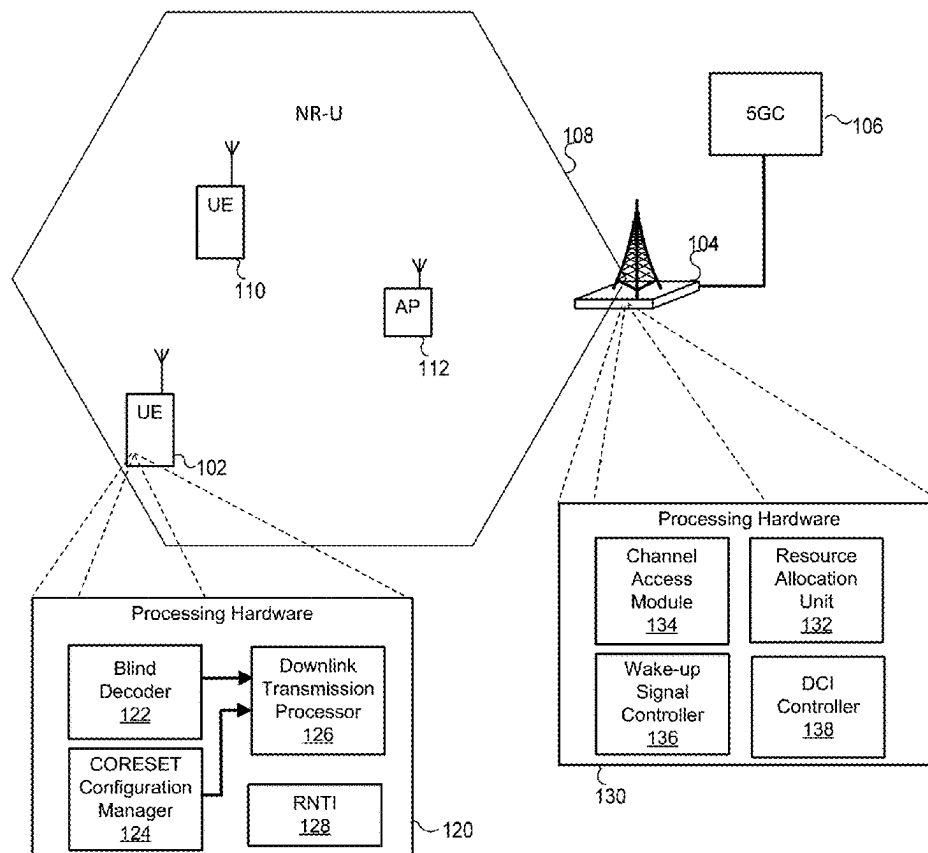 NR-U
5GC
106
108
UE
110
104
AP
112
UE
102
Processing Hardware
Channel
Access
Module
134
Resource
Allocation
Unit
132
Wake-up
Signal
Controller
136
DCI
Controller
138
130
Processing Hardware
Blind
Decoder
122
Downlink
Transmission
Processor
126
CORESET
Configuration
Manager
124
RNTI
128
120